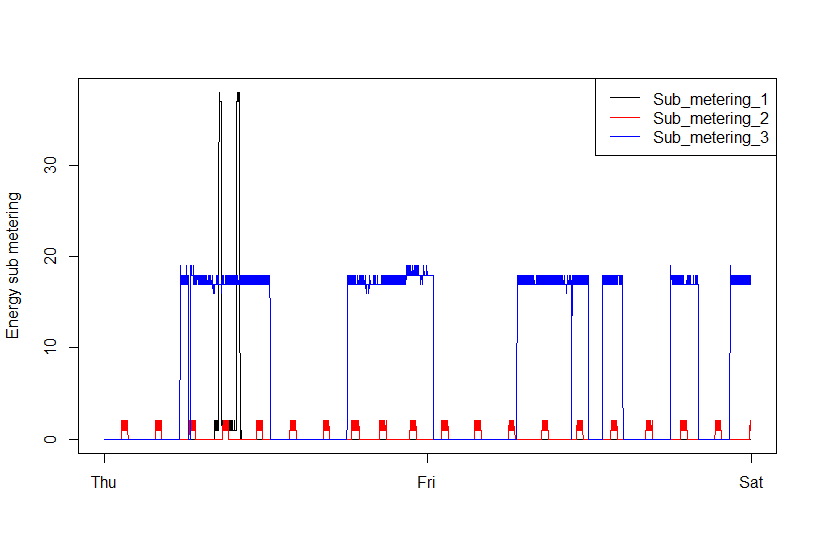 Sub_metering_1
Sub_metering_2
Sub_metering_3
Energy sub metering
30
20
10
0
Thu Fri Sat